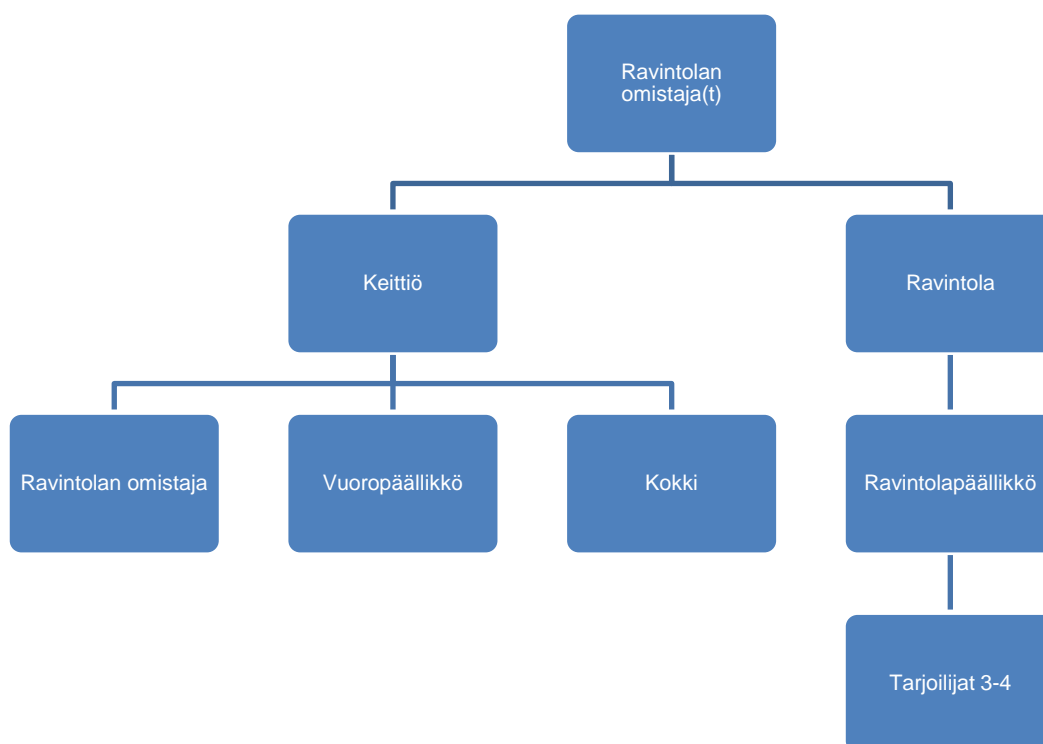 Ravintolan
omistaja(t)
Keittiö
Ravintola
Ravintolan omistaja
Vuoropäällikkö
Kokki
Ravintolapäällikkö
Tarjoilijat 3-4